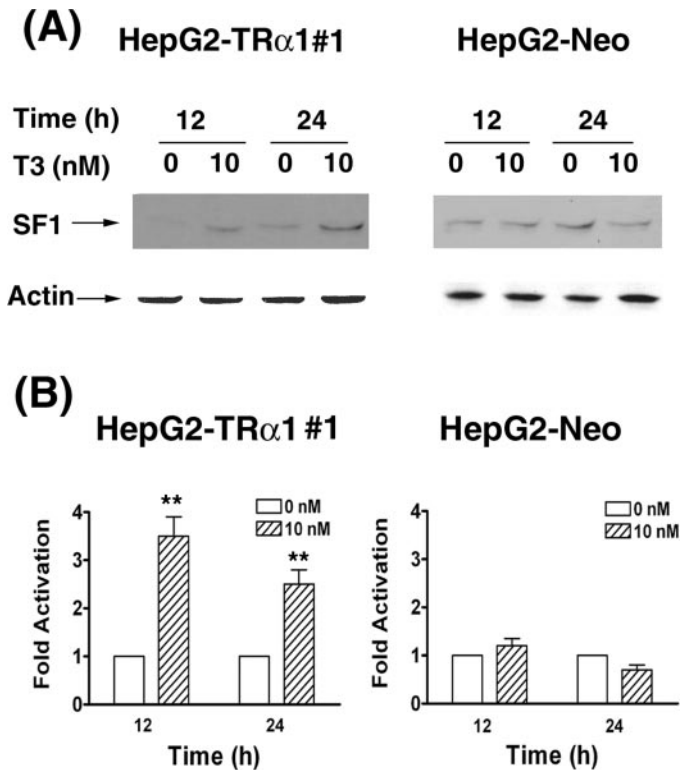 (A)
HepG2-TRα1#1 HepG2-Neo
Time (h) 12 24 12 24
T3 (nM) 0 10 0 10 0 10 0 10
SF1
Actin
(B)
HepG2-TRα1 #1 HepG2-Neo
Fold Activation
4
3
2
1
0
**
**
0 nM
10 nM
12 24
Time (h)
Fold Activation
4
3
2
1
0
0 nM
10 nM
12 24
Time (h)